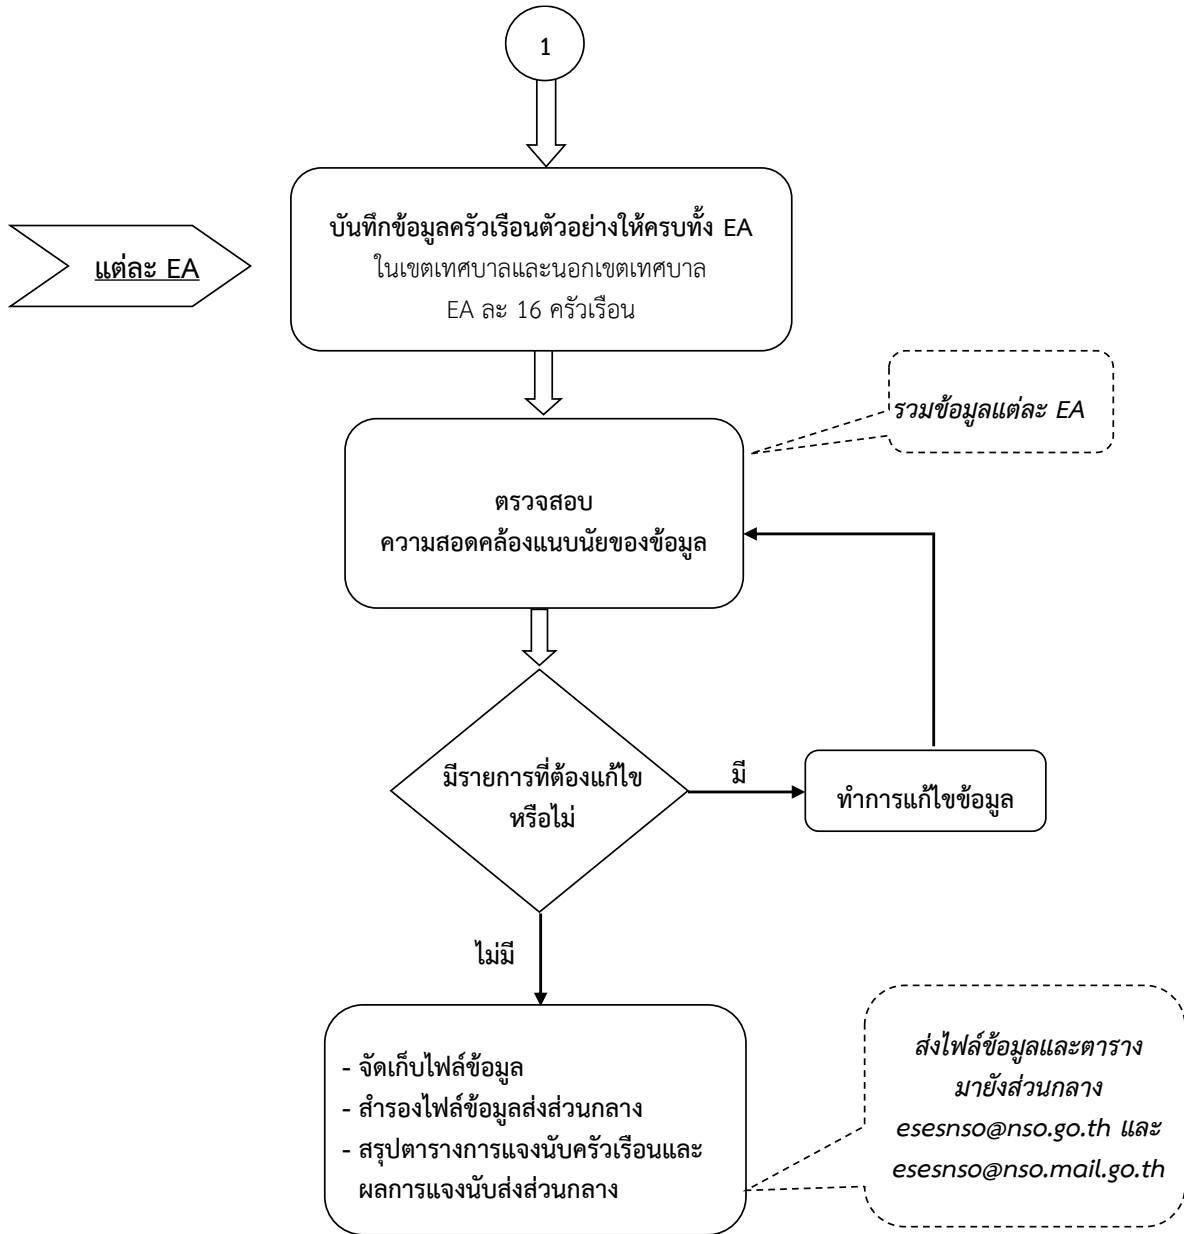 1
บันทึกข้อมูลครัวเรือนตัวอย่างให้ครบทั้ง EA
ในเขตเทศบาลและนอกเขตเทศบาล
EA ละ 16 ครัวเรือน
แต่ละ EA
รวมข้อมูลแต่ละ EA
ตรวจสอบ
ความสอดคล้องแนบนัยของข้อมูล
มีรายการที่ต้องแก้ไข
หรือไม่
มี
ทำการแก้ไขข้อมูล
ไม่มี
- จัดเก็บไฟล์ข้อมูล
- สำรองไฟล์ข้อมูลส่งส่วนกลาง
- สรุปตารางการแจงนับครัวเรือนและ
ผลการแจงนับส่งส่วนกลาง
ส่งไฟล์ข้อมูลและตาราง
มายังส่วนกลาง
esesnso@nso.go.th และ
esesnso@nso.mail.go.th